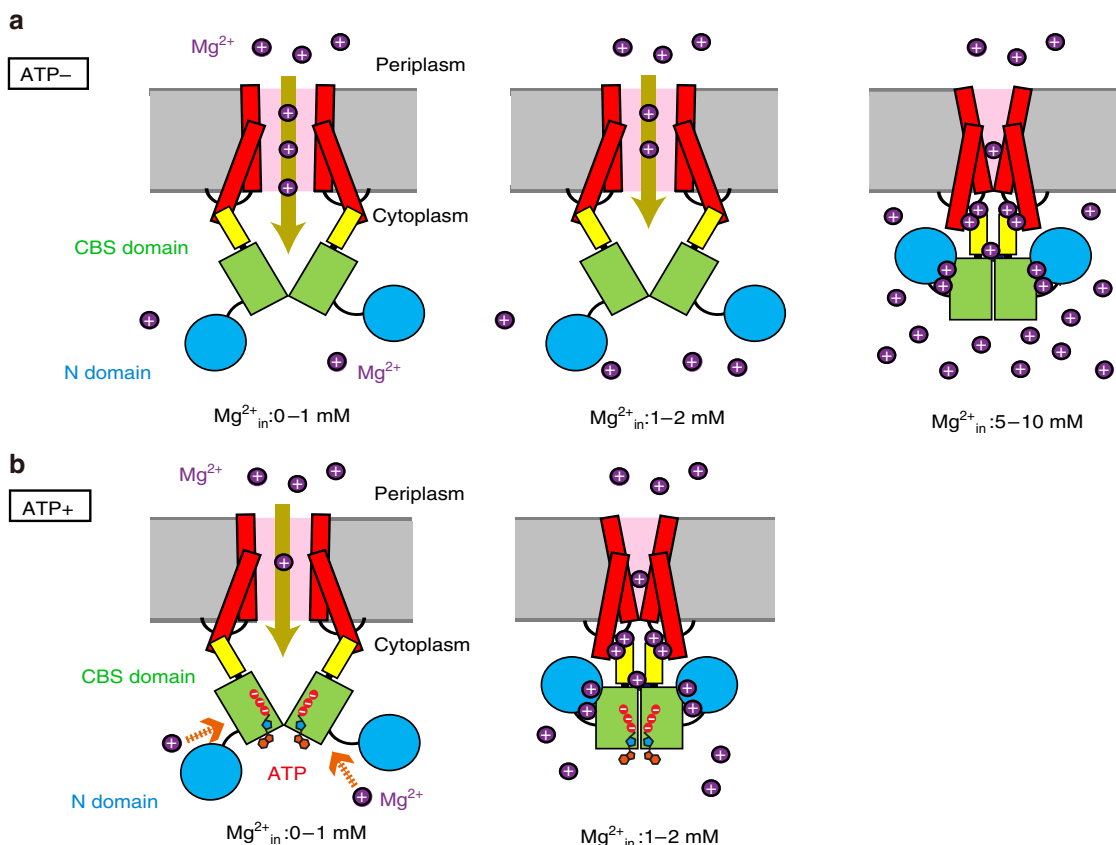 a
ATP–
Mg²⁺
Periplasm
Cytoplasm
CBS domain
N domain
Mg²⁺
Mg²⁺in:0–1 mM
Mg²⁺in:1–2 mM
Mg²⁺in:5–10 mM
b
ATP+
Mg²⁺
Periplasm
Cytoplasm
CBS domain
ATP
N domain
Mg²⁺
Mg²⁺in:0–1 mM
Mg²⁺in:1–2 mM